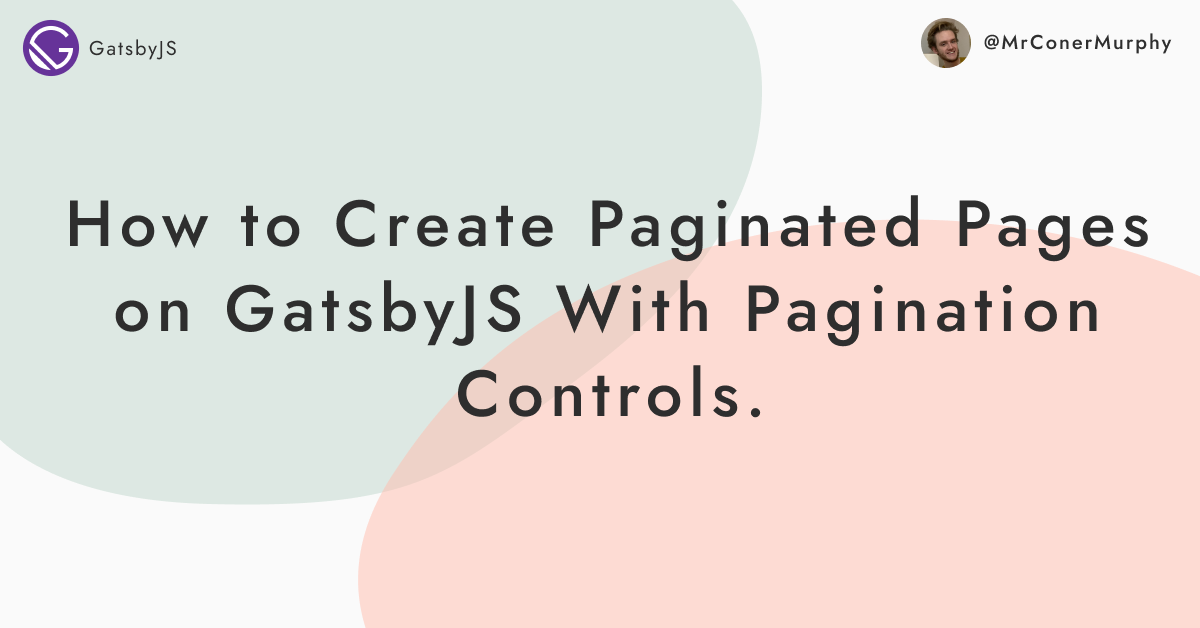 GatsbyJS
@MrConerMurphy
How to Create Paginated Pages
on GatsbyJS With Pagination
Controls.